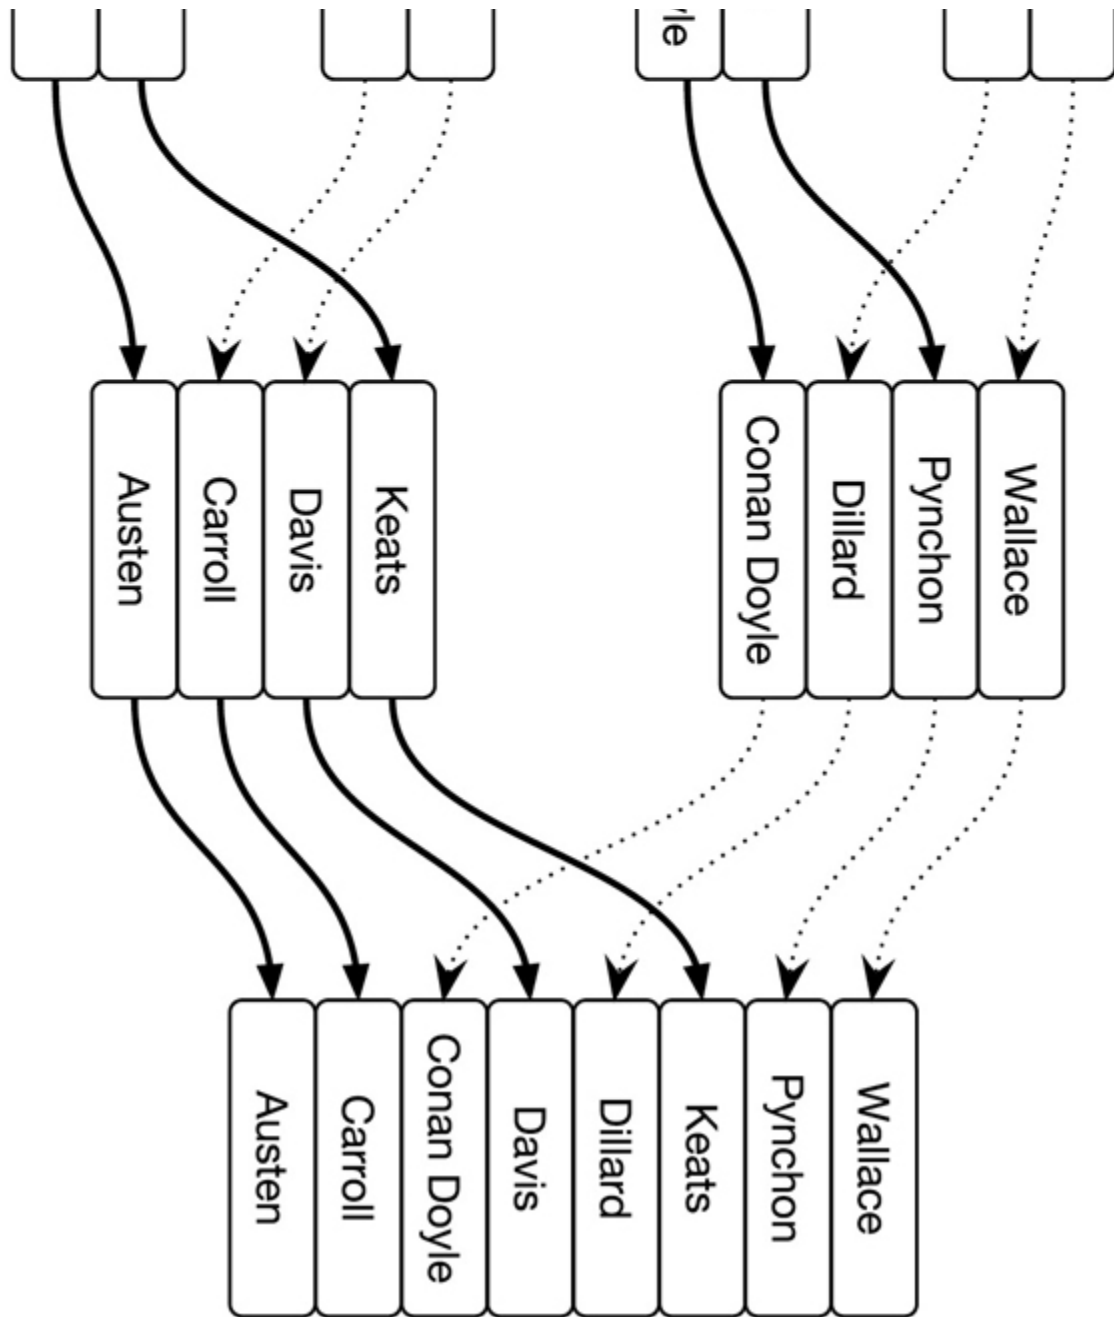 Austen
Carroll
Davis
Keats
Conan Doyle
Dillard
Pynchon
Wallace
Austen
Carroll
Conan Doyle
Davis
Dillard
Keats
Pynchon
Wallace